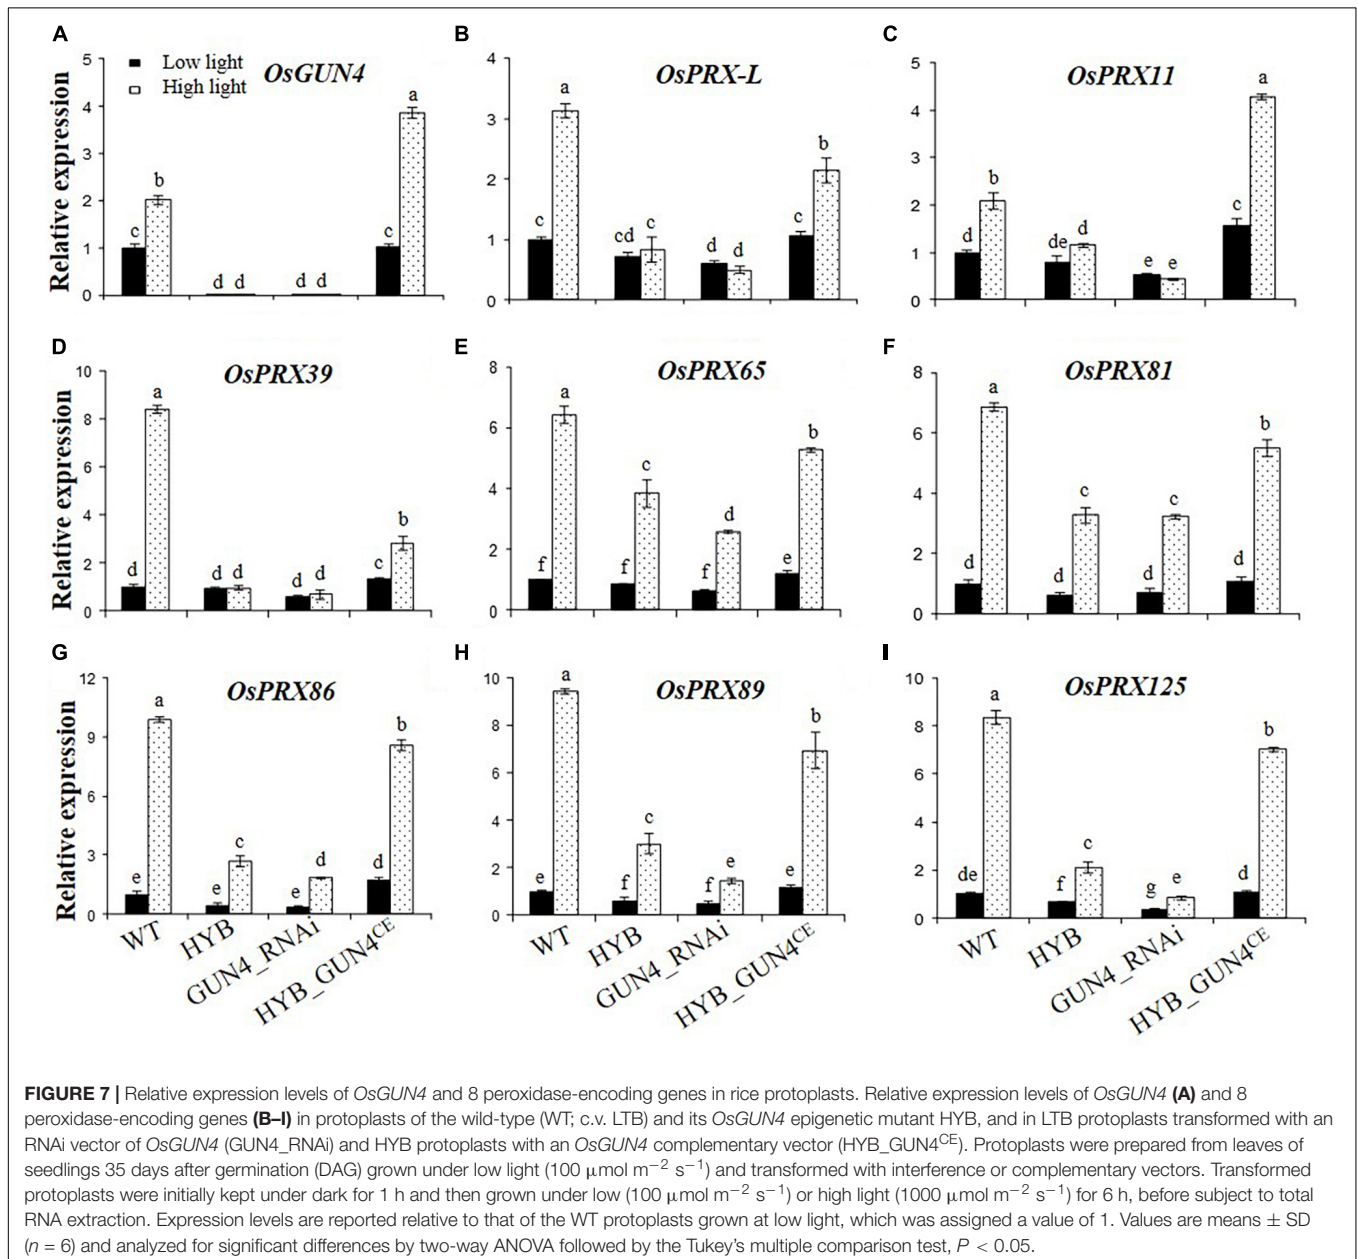 A
B
C
OsGUN4
OsPRX-L
OsPRX11
Low light
High light
Relative expression
5
4
3
2
1
0
c
b
d
d
d
d
c
a
4
3
2
1
0
c
a
cd
c
d
d
c
b
5
4
3
2
1
0
d
b
de
d
e
e
c
a
D
E
F
OsPRX39
OsPRX65
OsPRX81
Relative expression
10
8
6
4
2
0
d
a
d
d
d
d
c
b
8
6
4
2
0
f
a
f
c
f
d
e
b
8
6
4
2
0
d
a
d
c
d
c
d
b
G
H
I
OsPRX86
OsPRX89
OsPRX125
Relative expression
12
9
6
3
0
e
a
e
c
e
d
d
b
10
8
6
4
2
0
e
a
f
c
f
e
e
b
10
8
6
4
2
0
de
a
f
c
g
e
d
b
WT
HYB
GUN4_RNAi
HYB_GUN4CE
WT
HYB
GUN4_RNAi
HYB_GUN4CE
WT
HYB
GUN4_RNAi
HYB_GUN4CE
FIGURE 7 | Relative expression levels of OsGUN4 and 8 peroxidase-encoding genes in rice protoplasts. Relative expression levels of OsGUN4 (A) and 8
peroxidase-encoding genes (B–I) in protoplasts of the wild-type (WT; c.v. LTB) and its OsGUN4 epigenetic mutant HYB, and in LTB protoplasts transformed with an
RNAi vector of OsGUN4 (GUN4_RNAi) and HYB protoplasts with an OsGUN4 complementary vector (HYB_GUN4CE). Protoplasts were prepared from leaves of
seedlings 35 days after germination (DAG) grown under low light (100 μmol m−2 s−1) and transformed with interference or complementary vectors. Transformed
protoplasts were initially kept under dark for 1 h and then grown under low (100 μmol m−2 s−1) or high light (1000 μmol m−2 s−1) for 6 h, before subject to total
RNA extraction. Expression levels are reported relative to that of the WT protoplasts grown at low light, which was assigned a value of 1. Values are means ± SD
(n = 6) and analyzed for significant differences by two-way ANOVA followed by the Tukey's multiple comparison test, P < 0.05.